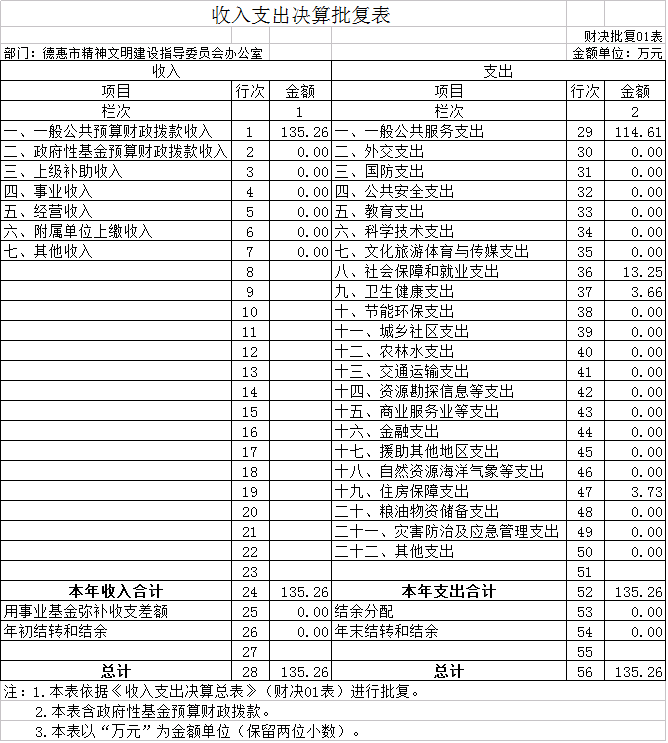 收入支出决算批复表
财决批复01表
部门：德惠市精神文明建设指导委员会办公室 金额单位：万元
收入 支出
项目 行次 金额 项目 行次 金额
栏次 1 栏次 2
一、一般公共预算财政拨款收入 1 135.26 一、一般公共服务支出 29 114.61
二、政府性基金预算财政拨款收入 2 0.00 二、外交支出 30 0.00
三、上级补助收入 3 0.00 三、国防支出 31 0.00
四、事业收入 4 0.00 四、公共安全支出 32 0.00
五、经营收入 5 0.00 五、教育支出 33 0.00
六、附属单位上缴收入 6 0.00 六、科学技术支出 34 0.00
七、其他收入 7 0.00 七、文化旅游体育与传媒支出 35 0.00
8 八、社会保障和就业支出 36 13.25
9 九、卫生健康支出 37 3.66
10 十、节能环保支出 38 0.00
11 十一、城乡社区支出 39 0.00
12 十二、农林水支出 40 0.00
13 十三、交通运输支出 41 0.00
14 十四、资源勘探信息等支出 42 0.00
15 十五、商业服务业等支出 43 0.00
16 十六、金融支出 44 0.00
17 十七、援助其他地区支出 45 0.00
18 十八、自然资源海洋气象等支出 46 0.00
19 十九、住房保障支出 47 3.73
20 二十、粮油物资储备支出 48 0.00
21 二十一、灾害防治及应急管理支出 49 0.00
22 二十二、其他支出 50 0.00
23 51
本年收入合计 24 135.26 本年支出合计 52 135.26
用事业基金弥补收支差额 25 0.00 结余分配 53 0.00
年初结转和结余 26 0.00 年末结转和结余 54 0.00
27 55
总计 28 135.26 总计 56 135.26
注：1.本表依据《收入支出决算总表》（财决01表）进行批复。
2.本表含政府性基金预算财政拨款。
3.本表以“万元”为金额单位（保留两位小数）。